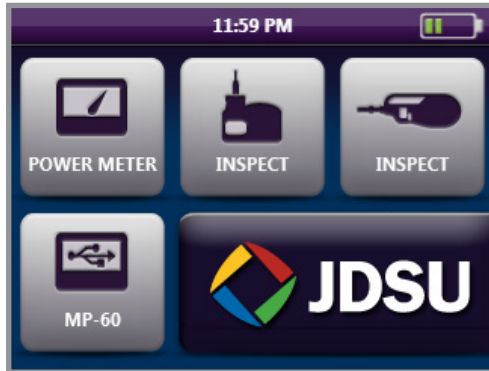 11:59 PM
POWER METER
INSPECT
INSPECT
MP-60
JDSU